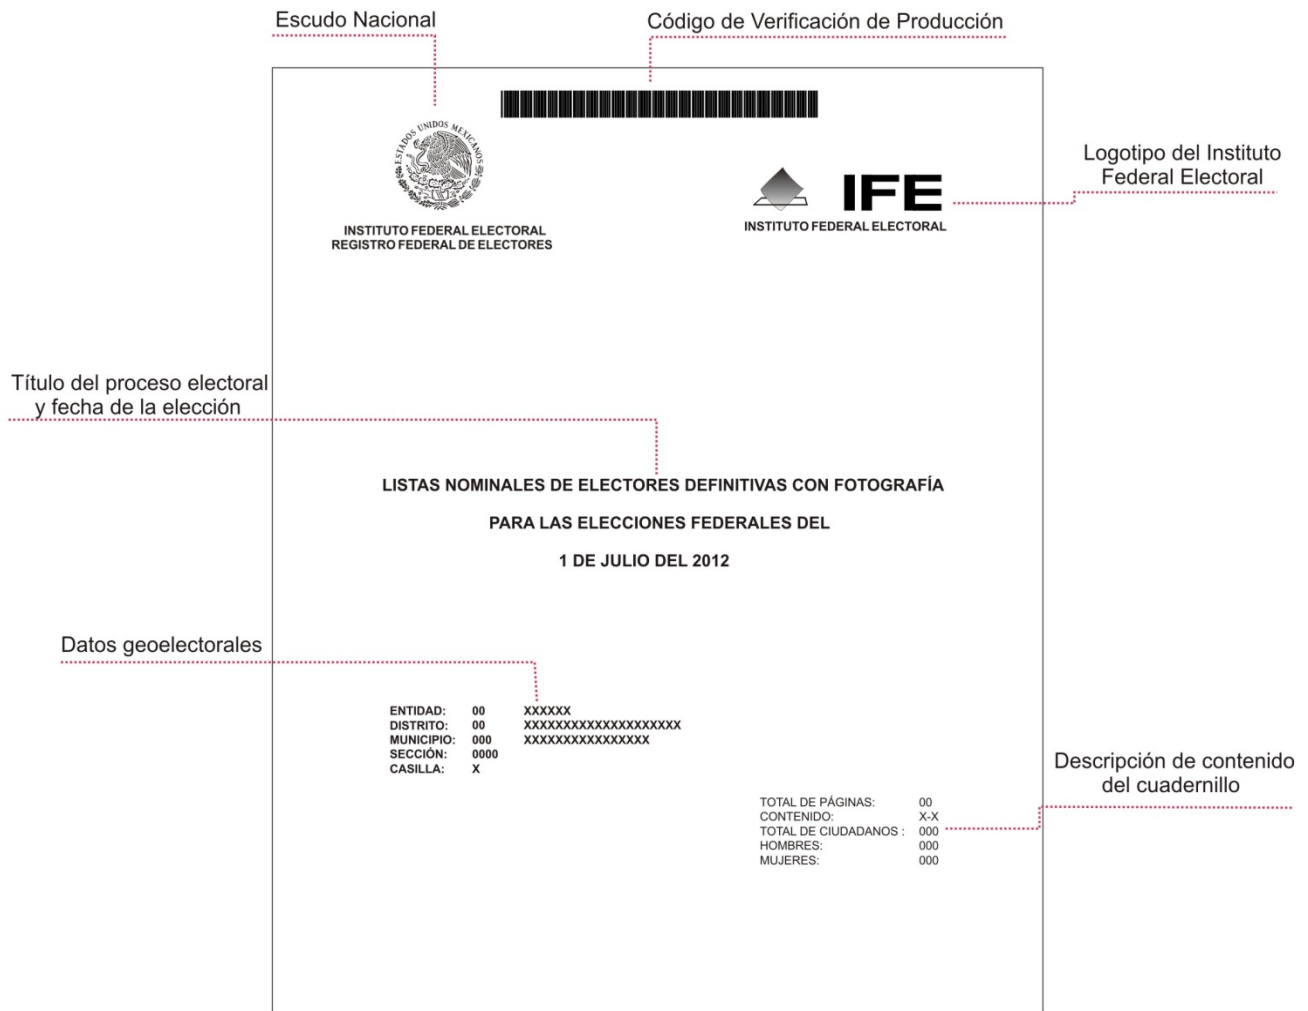 Escudo Nacional
Código de Verificación de Producción
ESTADOS UNIDOS MEXICANOS
INSTITUTO FEDERAL ELECTORAL
REGISTRO FEDERAL DE ELECTORES
IFE
INSTITUTO FEDERAL ELECTORAL
Logotipo del Instituto
Federal Electoral
Título del proceso electoral
y fecha de la elección
LISTAS NOMINALES DE ELECTORES DEFINITIVAS CON FOTOGRAFÍA
PARA LAS ELECCIONES FEDERALES DEL
1 DE JULIO DEL 2012
Datos geoelectorales
ENTIDAD: 00 XXXXXX
DISTRITO: 00 XXXXXXXXXXXXXXXXXXXX
MUNICIPIO: 000 XXXXXXXXXXXXXXXX
SECCIÓN: 0000
CASILLA: X
Descripción de contenido
del cuadernillo
TOTAL DE PÁGINAS: 00
CONTENIDO: X-X
TOTAL DE CIUDADANOS : 000
HOMBRES: 000
MUJERES: 000